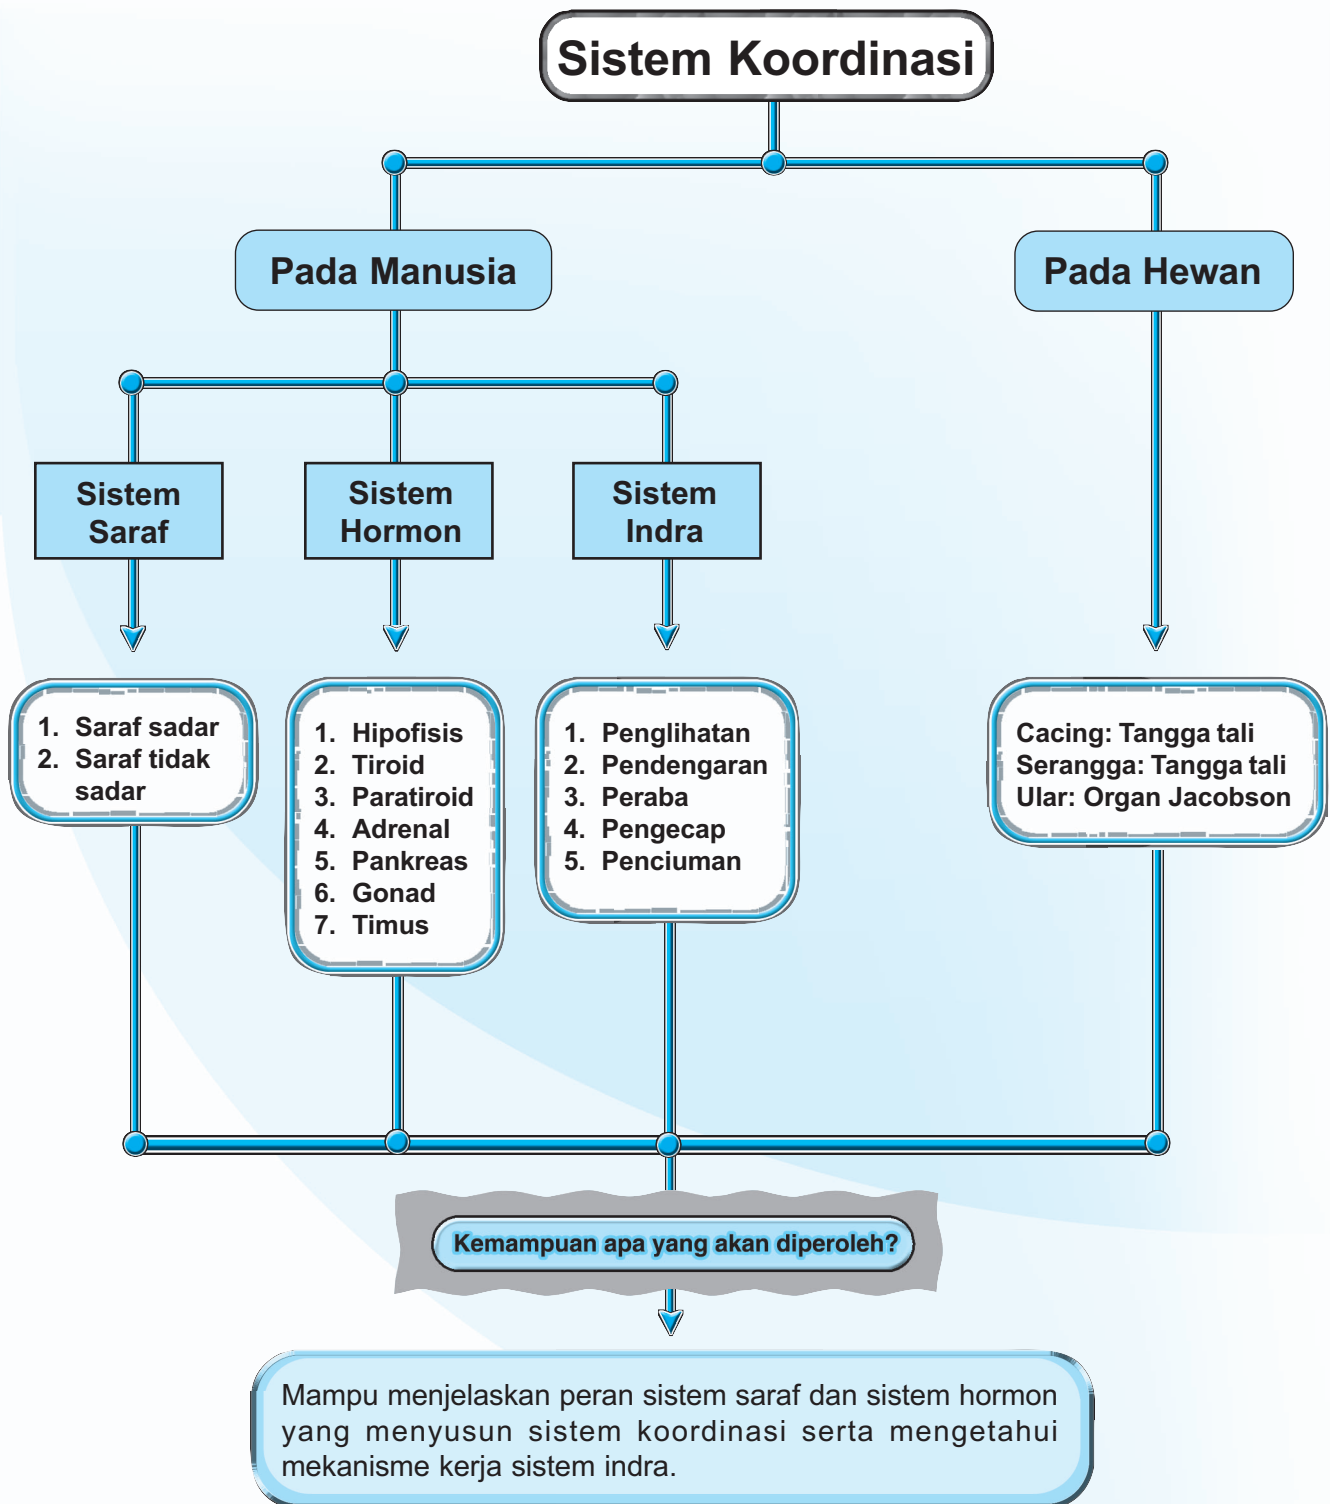 Sistem Koordinasi
Pada Manusia
Pada Hewan
Sistem
Saraf
Sistem
Hormon
Sistem
Indra
1. Saraf sadar
2. Saraf tidak
sadar
1. Hipofisis
2. Tiroid
3. Paratiroid
4. Adrenal
5. Pankreas
6. Gonad
7. Timus
1. Penglihatan
2. Pendengaran
3. Peraba
4. Pengecap
5. Penciuman
Cacing: Tangga tali
Serangga: Tangga tali
Ular: Organ Jacobson
Kemampuan apa yang akan diperoleh?
Mampu menjelaskan peran sistem saraf dan sistem hormon
yang menyusun sistem koordinasi serta mengetahui
mekanisme kerja sistem indra.